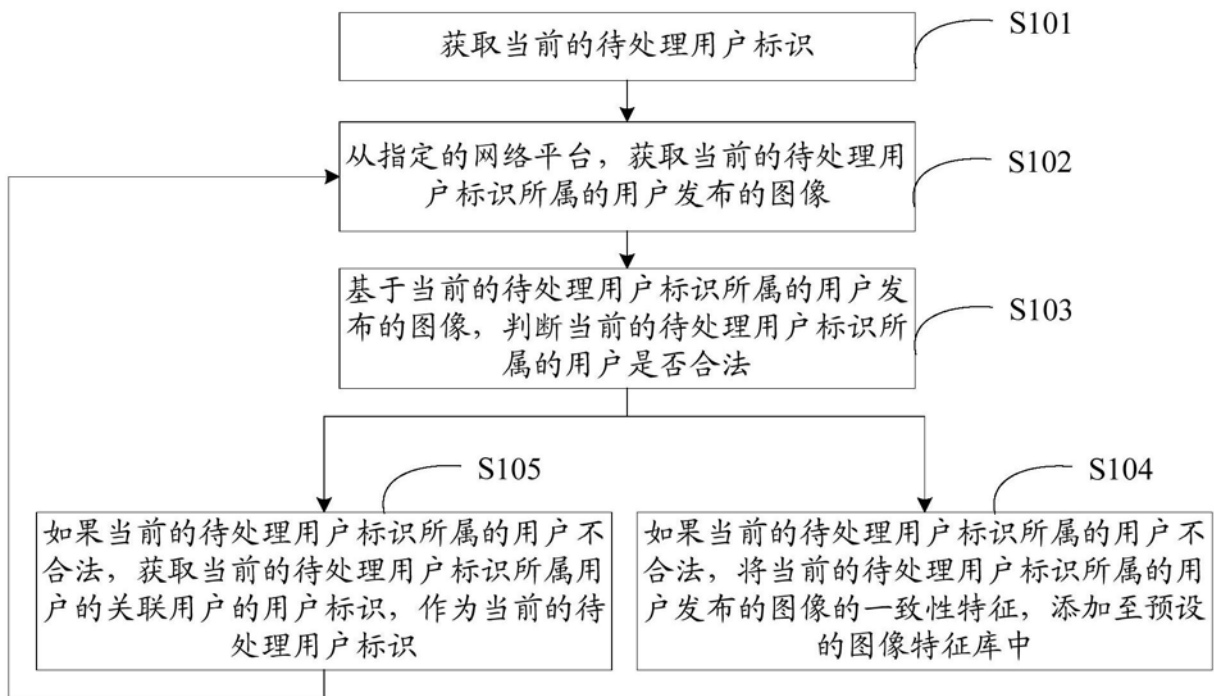 获取当前的待处理用户标识
S101
从指定的网络平台，获取当前的待处理用
户标识所属的用户发布的图像
S102
基于当前的待处理用户标识所属的用户发
布的图像，判断当前的待处理用户标识所
属的用户是否合法
S103
S105
如果当前的待处理用户标识所属的用户不
合法，获取当前的待处理用户标识所属用
户的关联用户的用户标识，作为当前的待
处理用户标识
S104
如果当前的待处理用户标识所属的用户不
合法，将当前的待处理用户标识所属的用
户发布的图像的一致性特征，添加至预设
的图像特征库中